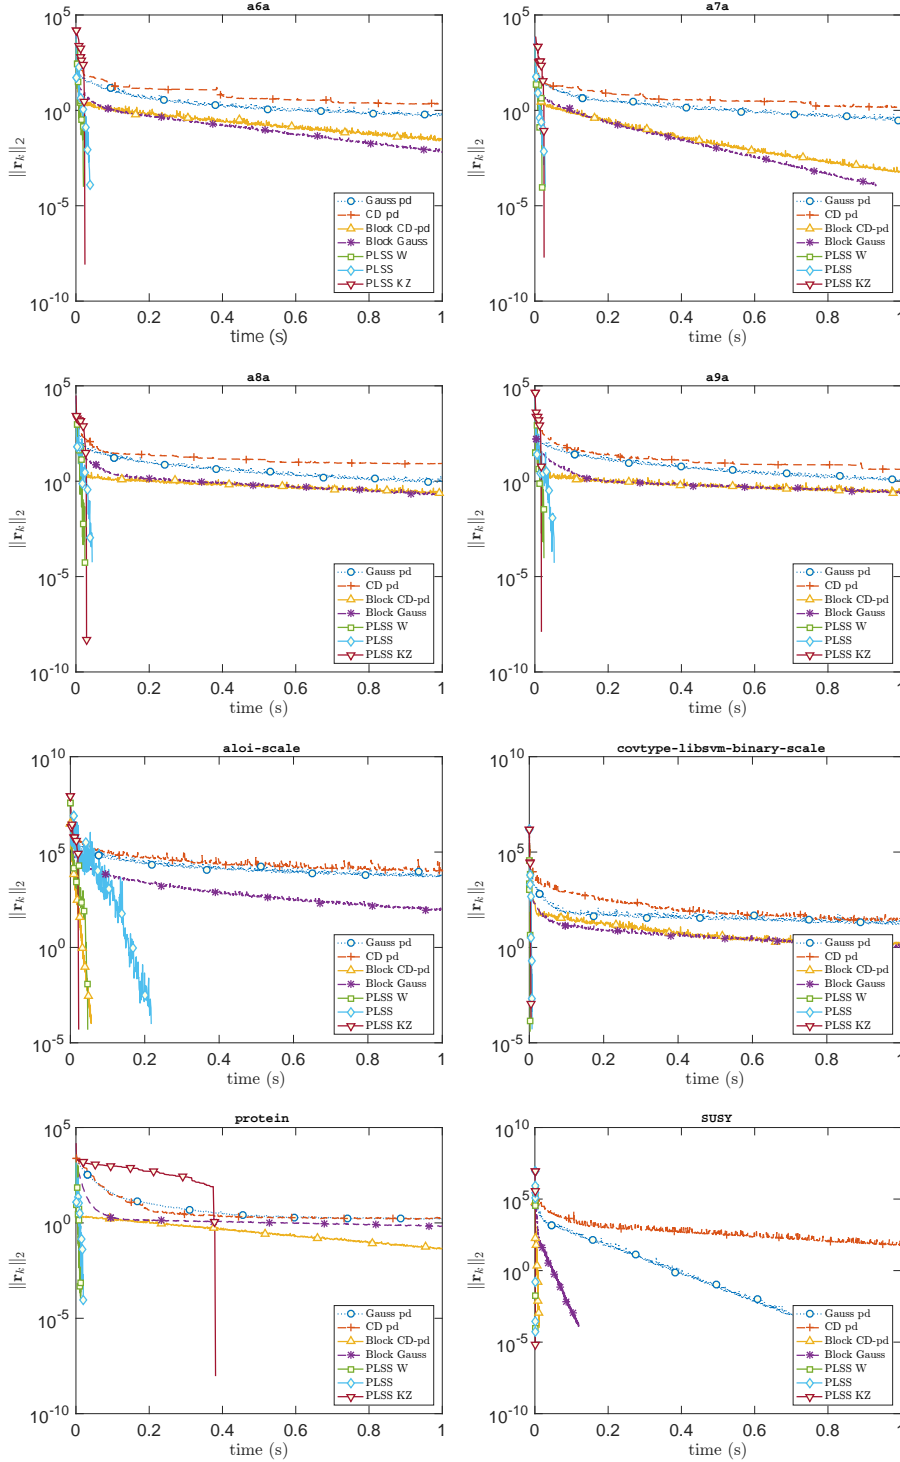 a6a
10^5
10^0
10^-5
10^-10
‖r_k‖_2
0 0.2 0.4 0.6 0.8 1
time (s)
Gauss pd
CD pd
Block CD-pd
Block Gauss
PLSS W
PLSS
PLSS KZ
a7a
10^5
10^0
10^-5
10^-10
‖r_k‖_2
0 0.2 0.4 0.6 0.8 1
time (s)
Gauss pd
CD pd
Block CD-pd
Block Gauss
PLSS W
PLSS
PLSS KZ
a8a
10^5
10^0
10^-5
10^-10
‖r_k‖_2
0 0.2 0.4 0.6 0.8 1
time (s)
Gauss pd
CD pd
Block CD-pd
Block Gauss
PLSS W
PLSS
PLSS KZ
a9a
10^5
10^0
10^-5
10^-10
‖r_k‖_2
0 0.2 0.4 0.6 0.8 1
time (s)
Gauss pd
CD pd
Block CD-pd
Block Gauss
PLSS W
PLSS
PLSS KZ
aloi-scale
10^10
10^5
10^0
10^-5
‖r_k‖_2
0 0.2 0.4 0.6 0.8 1
time (s)
Gauss pd
CD pd
Block CD-pd
Block Gauss
PLSS W
PLSS
PLSS KZ
covtype-libsvm-binary-scale
10^10
10^5
10^0
10^-5
‖r_k‖_2
0 0.2 0.4 0.6 0.8 1
time (s)
Gauss pd
CD pd
Block CD-pd
Block Gauss
PLSS W
PLSS
PLSS KZ
protein
10^5
10^0
10^-5
10^-10
‖r_k‖_2
0 0.2 0.4 0.6 0.8 1
time (s)
Gauss pd
CD pd
Block CD-pd
Block Gauss
PLSS W
PLSS
PLSS KZ
SUSY
10^10
10^5
10^0
10^-5
10^-10
‖r_k‖_2
0 0.2 0.4 0.6 0.8 1
time (s)
Gauss pd
CD pd
Block CD-pd
Block Gauss
PLSS W
PLSS
PLSS KZ